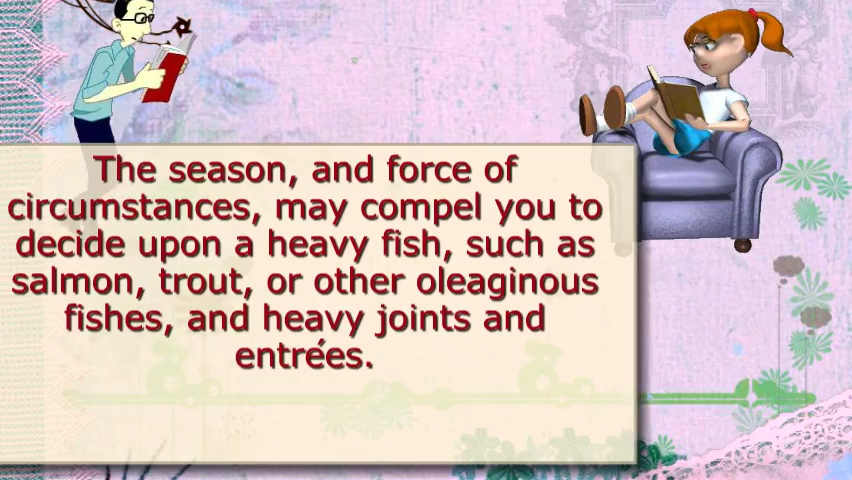 The season, and force of
circumstances, may compel you to
decide upon a heavy fish, such as
salmon, trout, or other oleaginous
fishes, and heavy joints and
entrées.